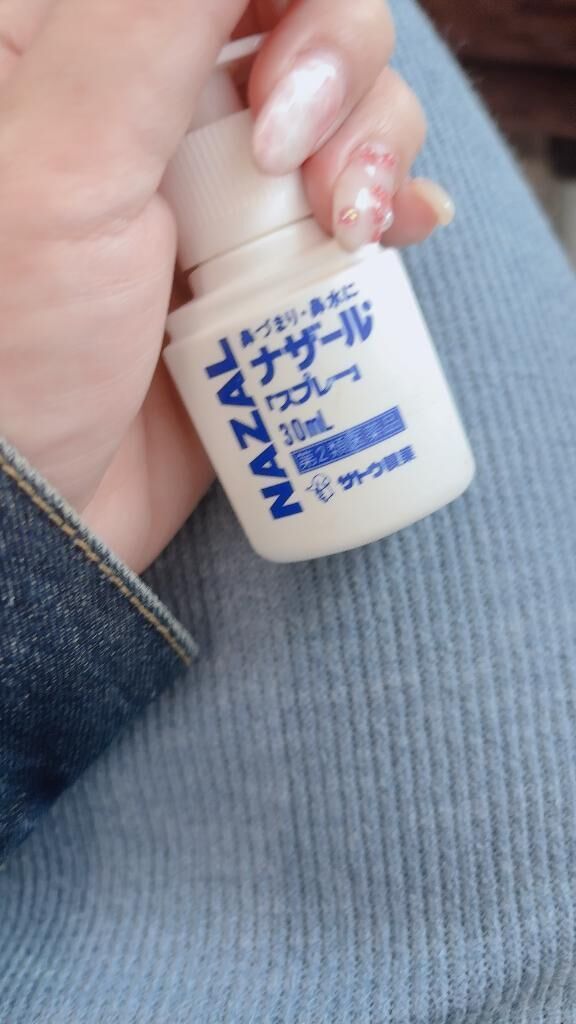 NAZAL
鼻づまり・鼻水に
ナザール®
「スプレー」
30mL
第2類医薬品
サトウ製薬